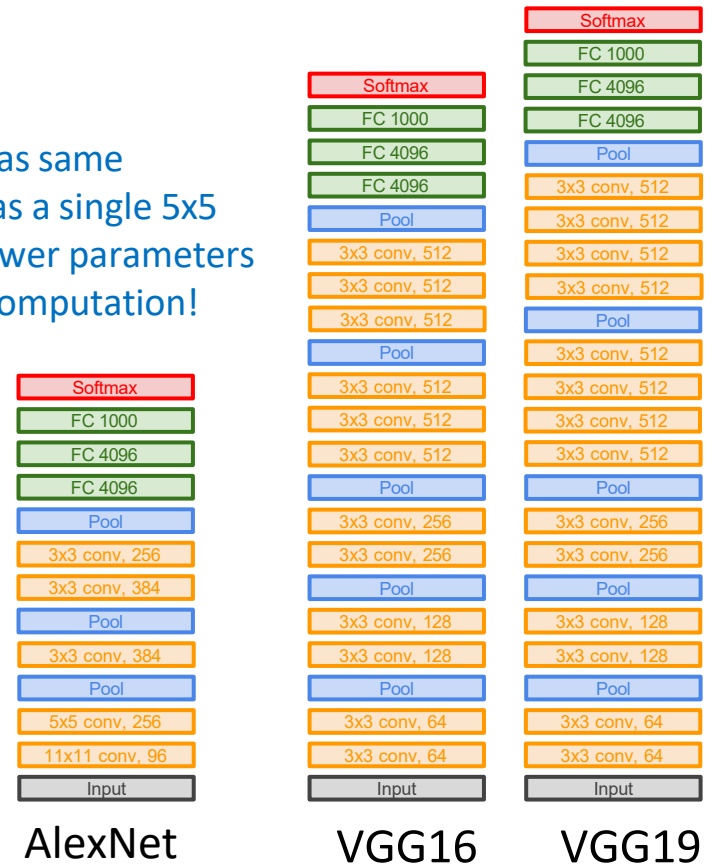 as same
as a single 5x5
wer parameters
omputation!
Softmax
FC 1000
FC 4096
FC 4096
Pool
3x3 conv, 256
3x3 conv, 384
Pool
3x3 conv, 384
Pool
5x5 conv, 256
11x11 conv, 96
Input
AlexNet
Softmax
FC 1000
FC 4096
FC 4096
Pool
3x3 conv, 512
3x3 conv, 512
3x3 conv, 512
Pool
3x3 conv, 512
3x3 conv, 512
3x3 conv, 512
Pool
3x3 conv, 256
3x3 conv, 256
Pool
3x3 conv, 128
3x3 conv, 128
Pool
3x3 conv, 64
3x3 conv, 64
Input
VGG16
Softmax
FC 1000
FC 4096
FC 4096
Pool
3x3 conv, 512
3x3 conv, 512
3x3 conv, 512
3x3 conv, 512
Pool
3x3 conv, 512
3x3 conv, 512
3x3 conv, 512
3x3 conv, 512
Pool
3x3 conv, 256
3x3 conv, 256
Pool
3x3 conv, 128
3x3 conv, 128
Pool
3x3 conv, 64
3x3 conv, 64
Input
VGG19